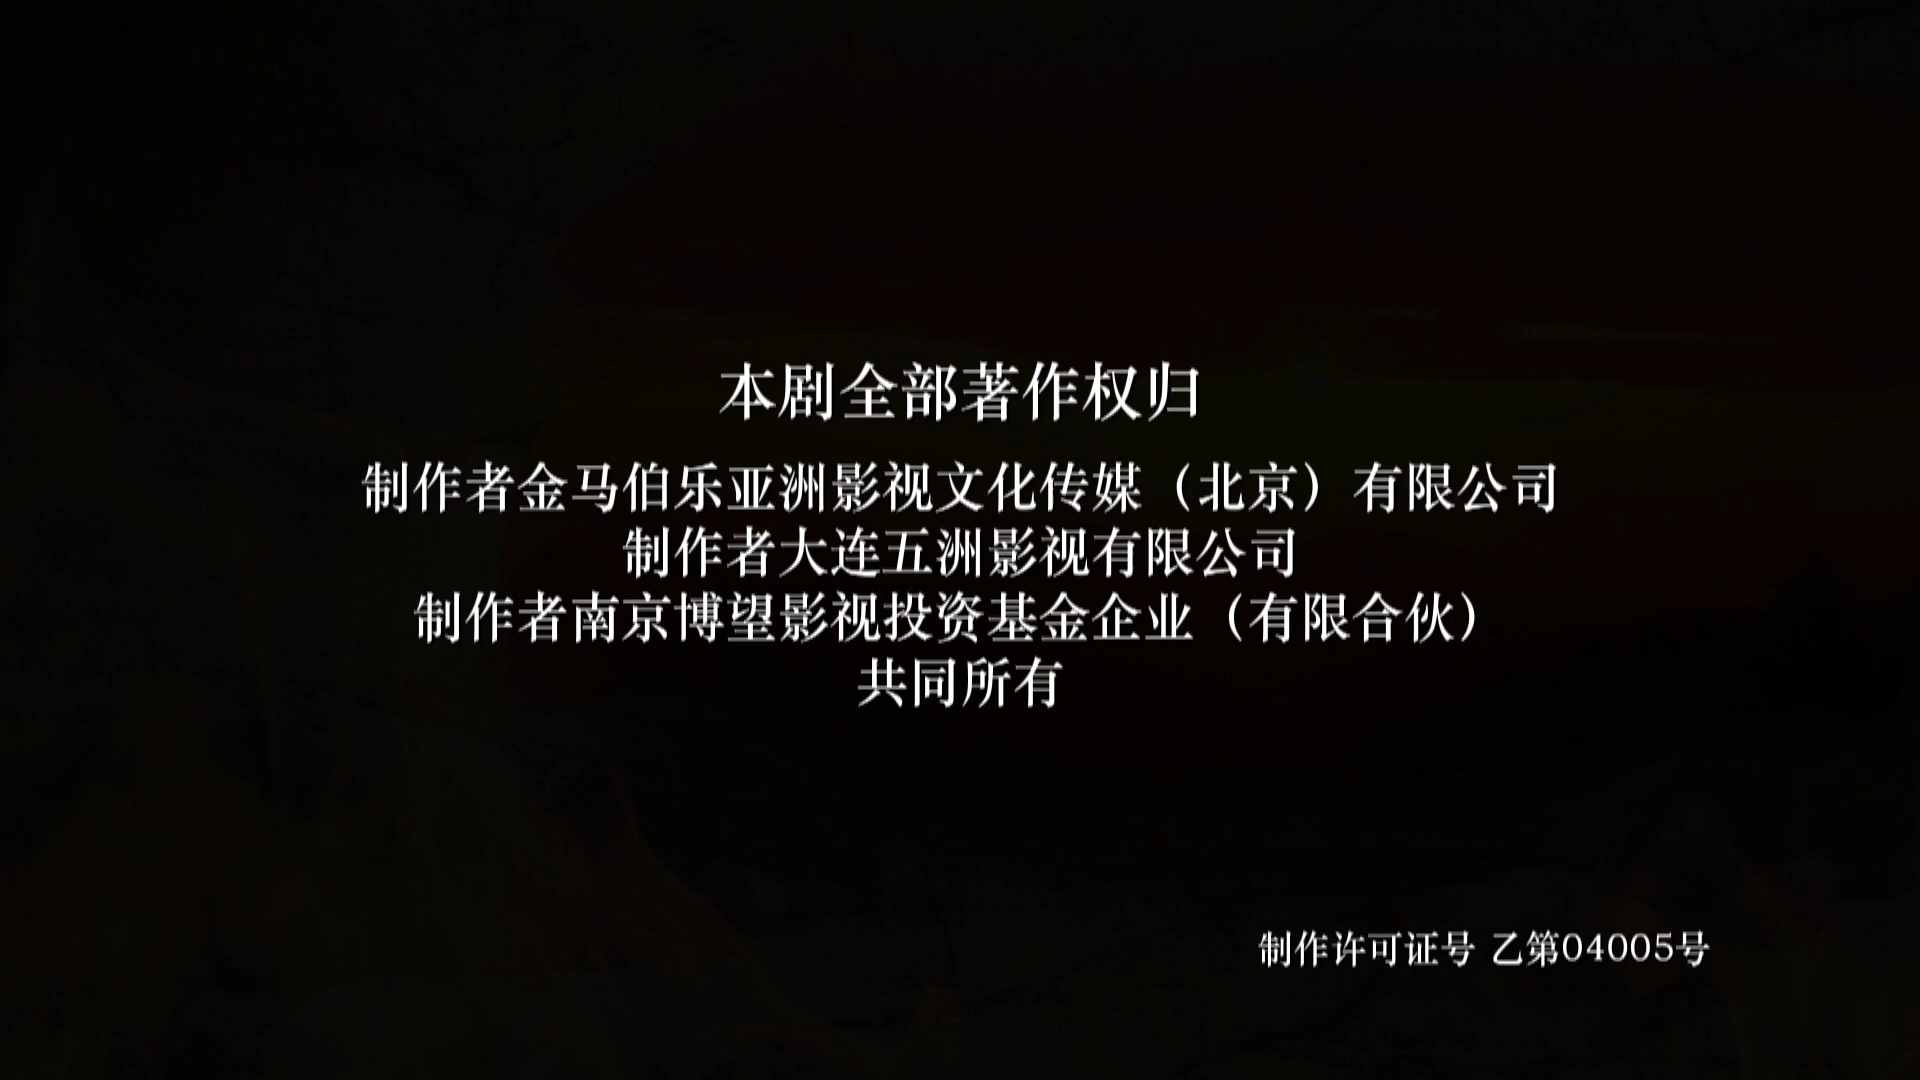 本剧全部著作权归
制作者金马伯乐亚洲影视文化传媒（北京）有限公司
制作者大连五洲影视有限公司
制作者南京博望影视投资基金企业（有限合伙）
共同所有
制作许可证号 乙第04005号